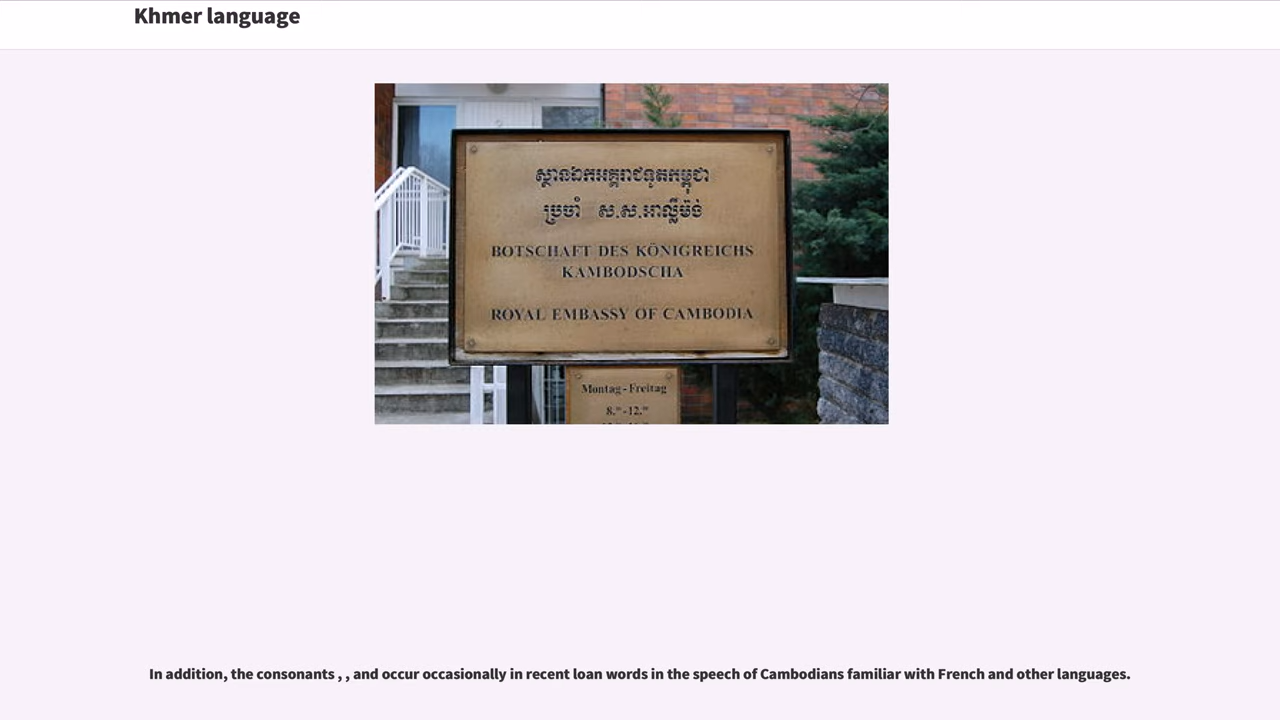 Khmer language
ស្ថានឯកអគ្គរាជទូតកម្ពុជា
ប្រចាំ ស.ស.អាល្លឺម៉ង់
BOTSCHAFT DES KÖNIGREICHS
KAMBODSCHA
ROYAL EMBASSY OF CAMBODIA
Montag-Freitag
8.°°-12.°°
In addition, the consonants , , and occur occasionally in recent loan words in the speech of Cambodians familiar with French and other languages.